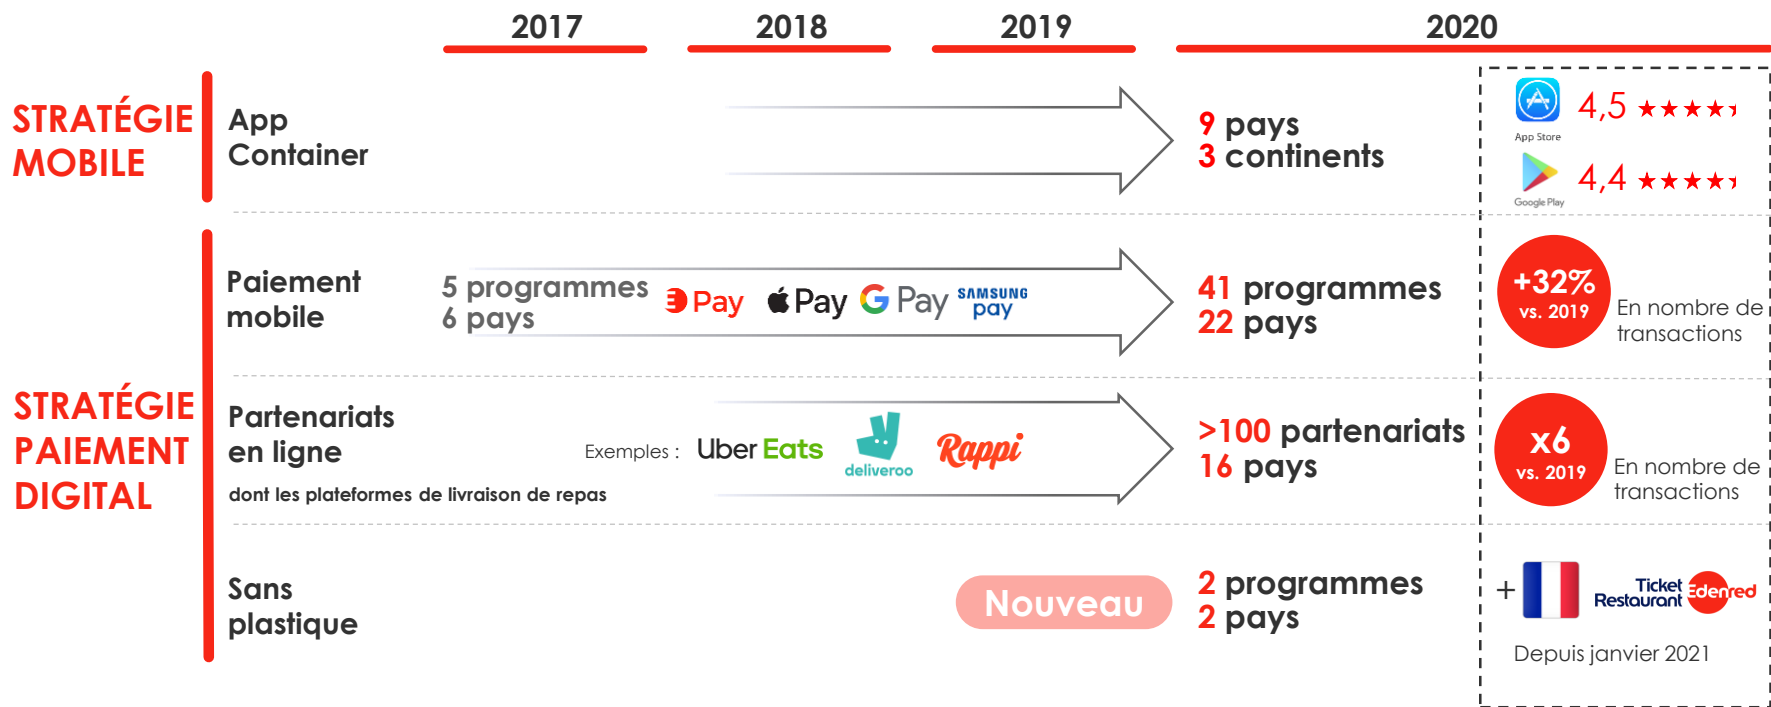 2017
2018
2019
2020
STRATÉGIE
MOBILE
App
Container
9 pays
3 continents
App Store
4,5
Google Play
4,4
STRATÉGIE
PAIEMENT
DIGITAL
Paiement
mobile
5 programmes
6 pays
Pay
Pay
G Pay
SAMSUNG
pay
41 programmes
22 pays
+32%
vs. 2019
En nombre de
transactions
Partenariats
en ligne
dont les plateformes de livraison de repas
Exemples :
Uber Eats
deliveroo
Rappi
>100 partenariats
16 pays
x6
vs. 2019
En nombre de
transactions
Sans
plastique
Nouveau
2 programmes
2 pays
+
Ticket
Restaurant
Edenred
Depuis janvier 2021